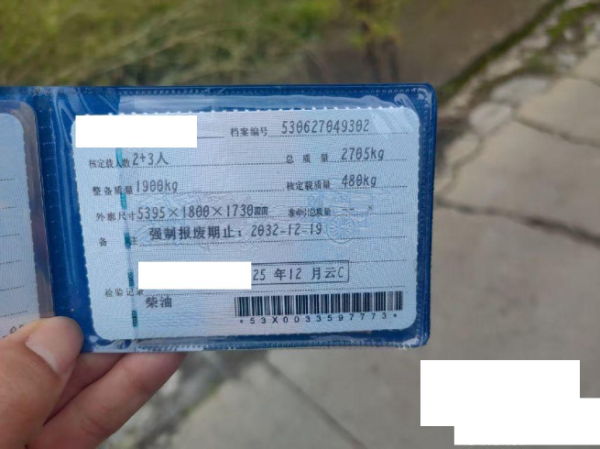 档案编号 530627049302
核定载人数 2+3人 总质量 2705kg
整备质量 1900kg 核定载质量 480kg
外廓尺寸 5395×1800×1730mm 准牵引总质量 -- ×
备注 强制报废期止：2032-12-19
25 年 12 月云C
检验记录
柴油
*53X0033597773*